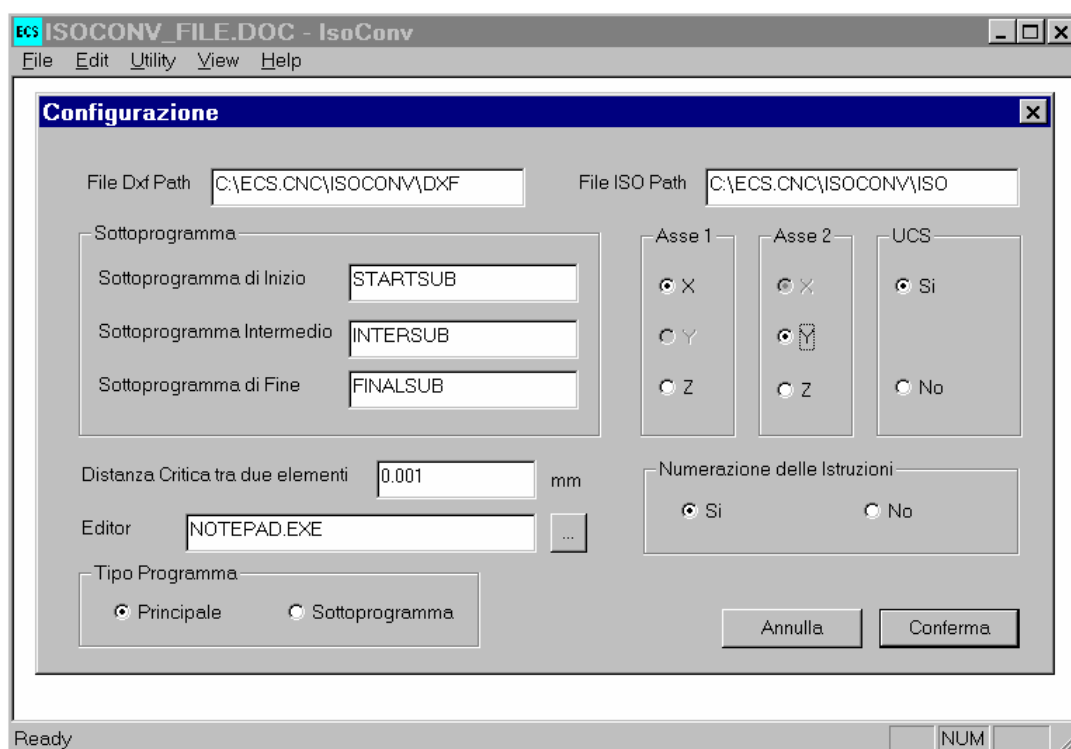 ECS ISOCONV_FILE.DOC - IsoConv
File Edit Utility View Help
Configurazione
File Dxf Path C:\ECS.CNC\ISOCONV\DXF File ISO Path C:\ECS.CNC\ISOCONV\ISO
Sottoprogramma
Sottoprogramma di Inizio STARTSUB
Sottoprogramma Intermedio INTERSUB
Sottoprogramma di Fine FINALSUB
Asse 1
X
Y
Z
Asse 2
X
Y
Z
UCS
Si
No
Distanza Critica tra due elementi 0.001 mm
Editor NOTEPAD.EXE ...
Numerazione delle Istruzioni
Si No
Tipo Programma
Principale Sottoprogramma
Annulla Conferma
Ready NUM